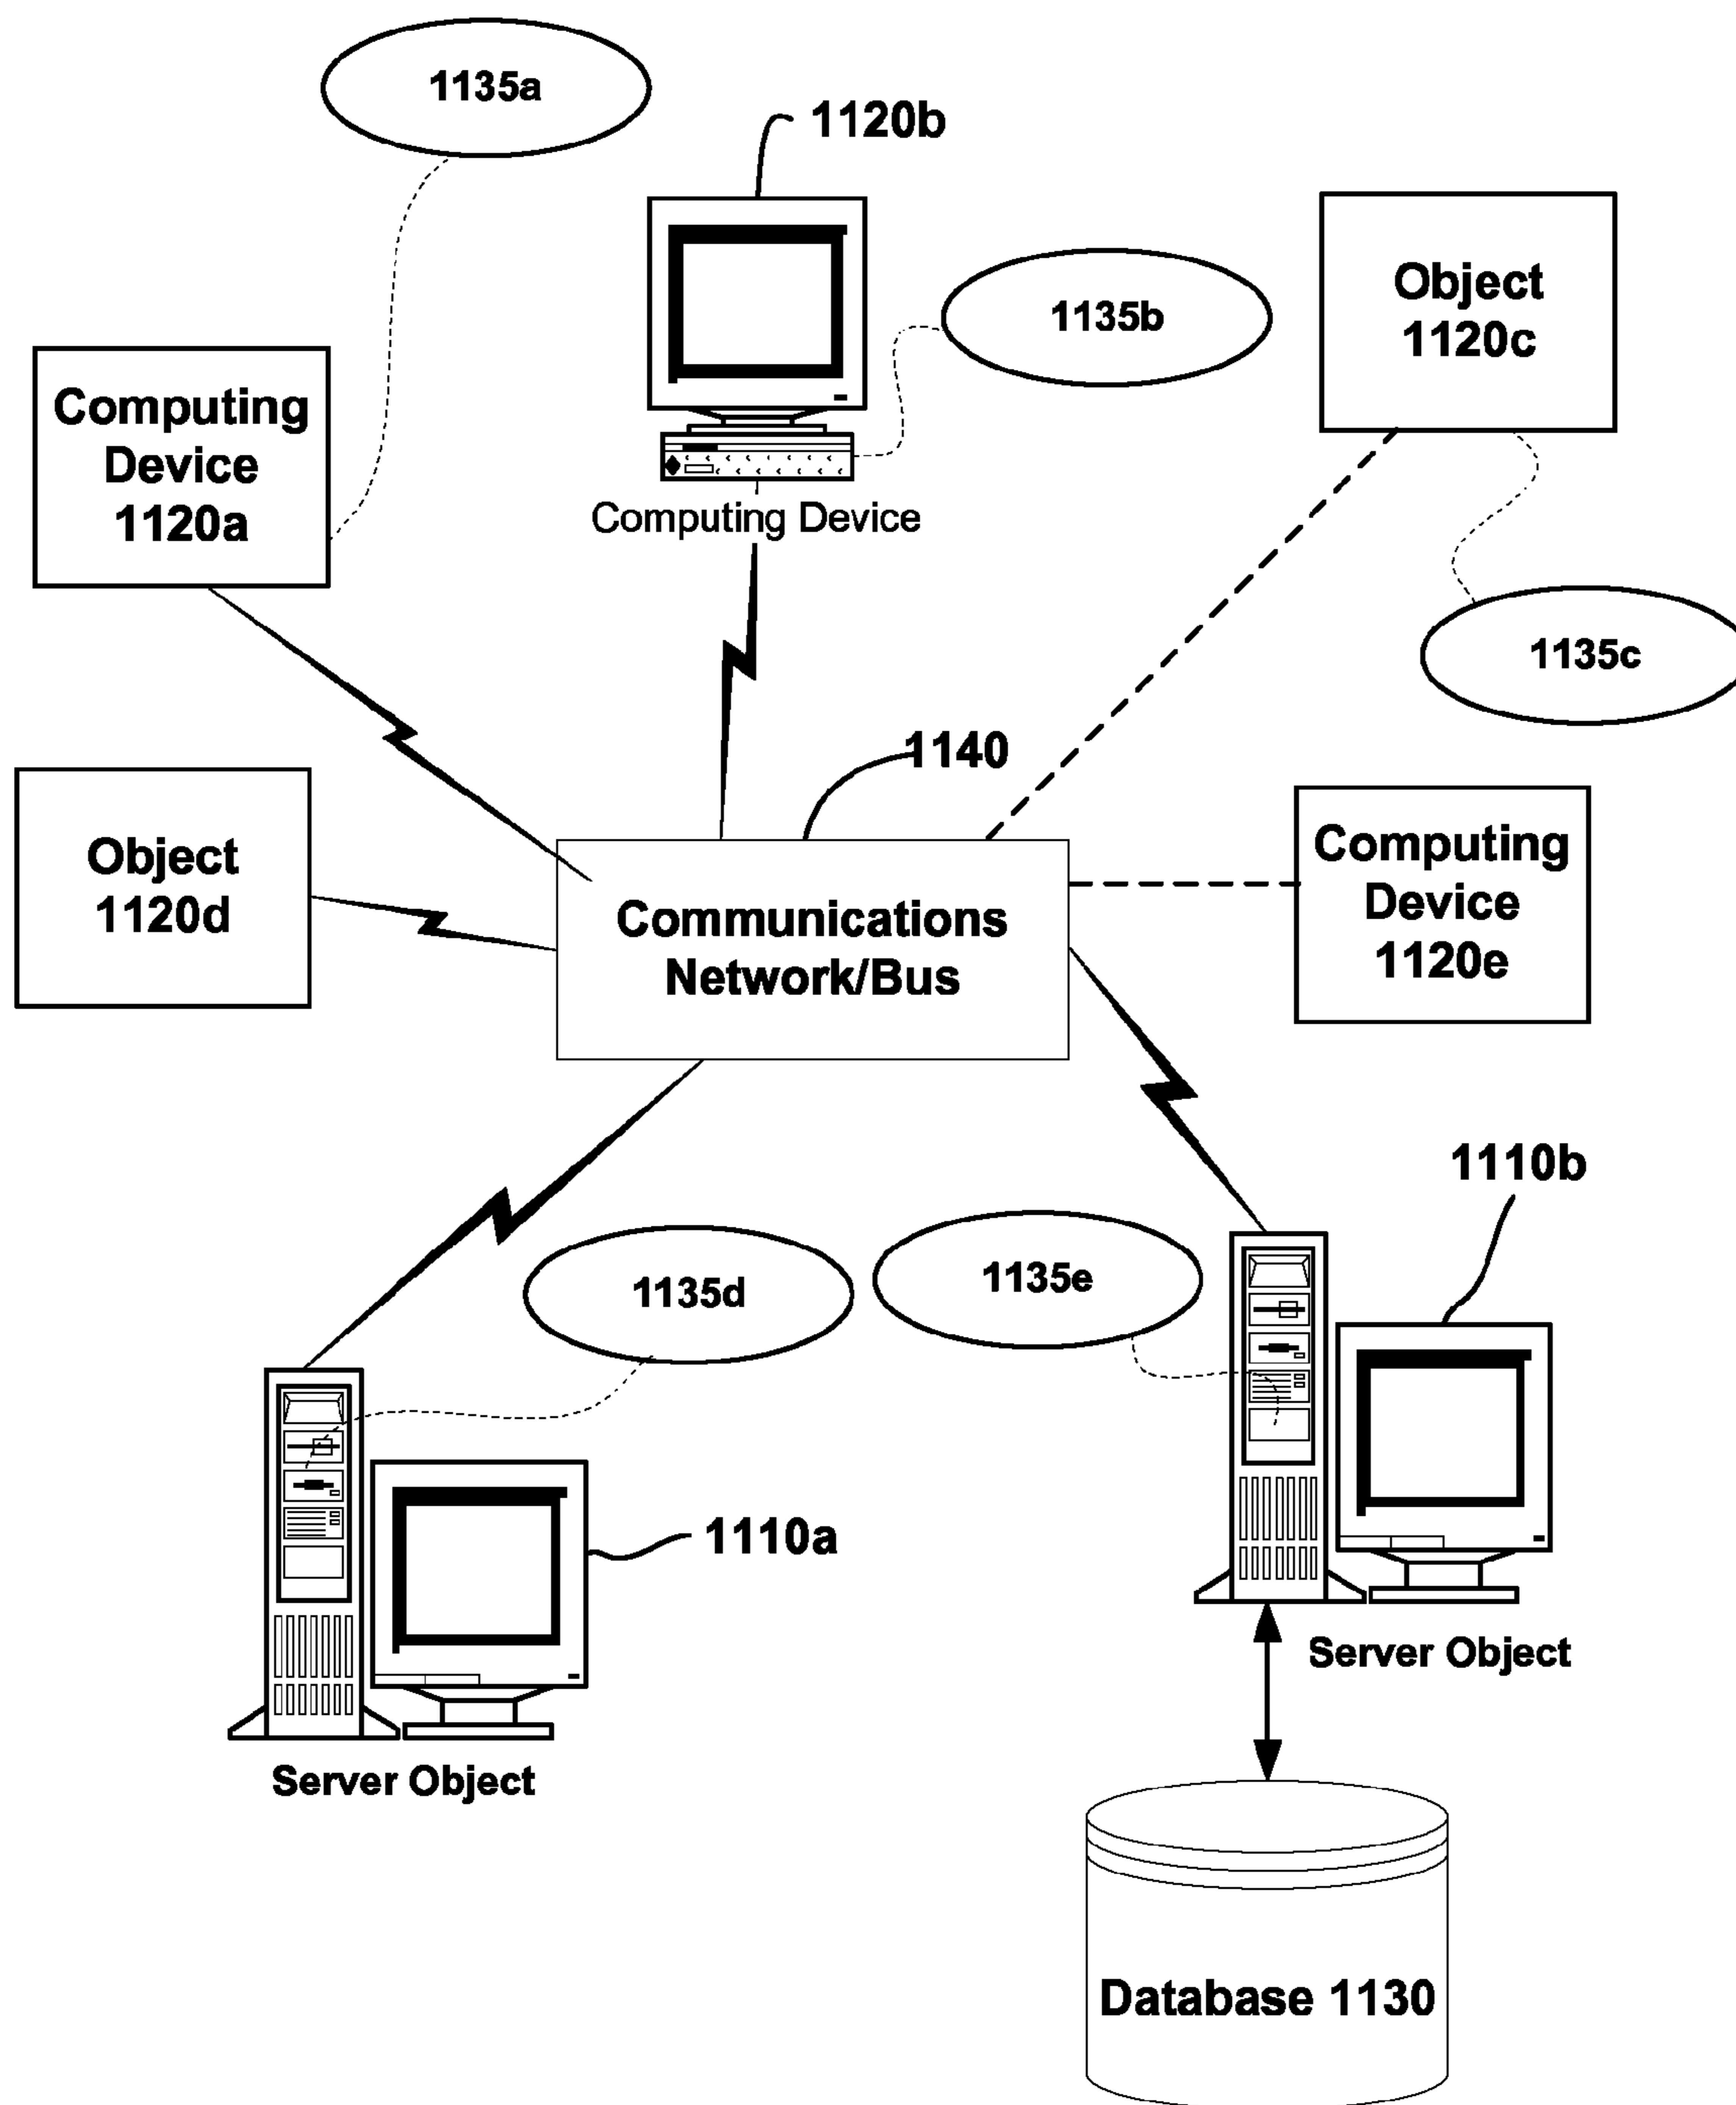 1135a
1120b
1135b
Object
1120c
Computing
Device
1120a
Computing Device
1135c
1140
Object
1120d
Communications
Network/Bus
Computing
Device
1120e
1110b
1135d
1135e
1110a
Server Object
Server Object
Database 1130